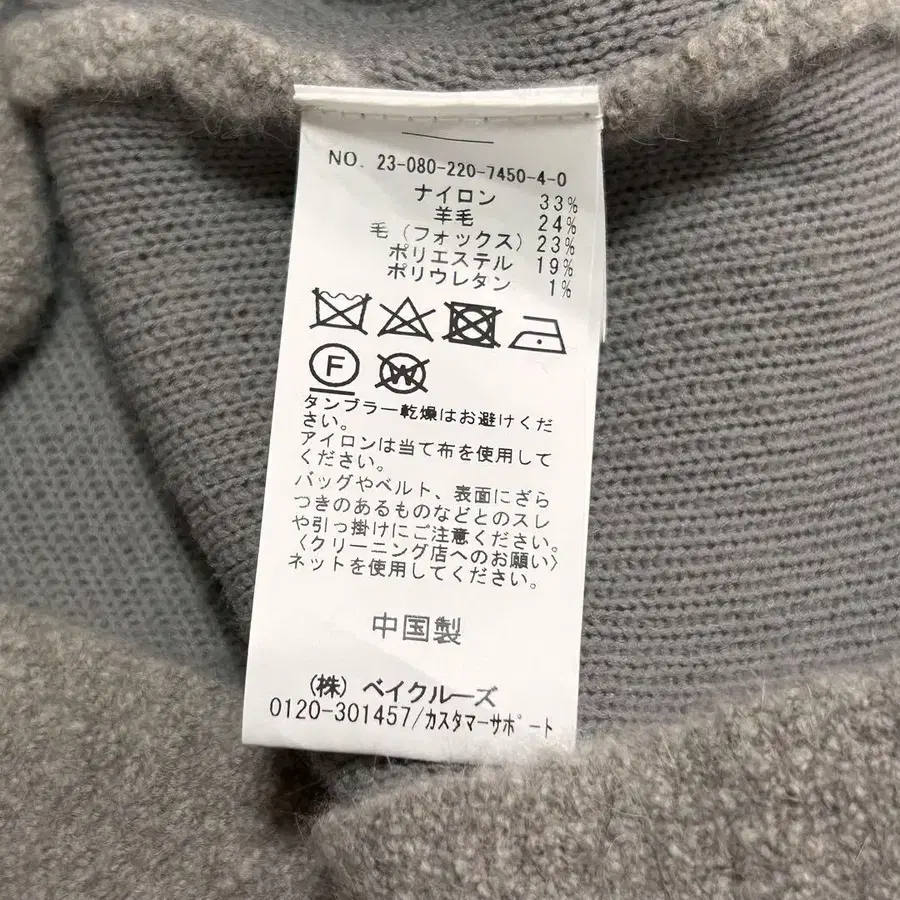 NO. 23-080-220-7450-4-0
ナイロン 33%
羊毛 24%
毛（フォックス） 23%
ポリエステル 19%
ポリウレタン 1%
F W
タンブラー乾燥はお避けくだ
さい。
アイロンは当て布を使用して
ください。
バッグやベルト、表面にざら
つきのあるものなどとのスレ
や引っ掛けにご注意ください。
〈クリーニング店へのお願い〉
ネットを使用してください。
中国製
（株）ベイクルーズ
0120-301457/カスタマーサポート